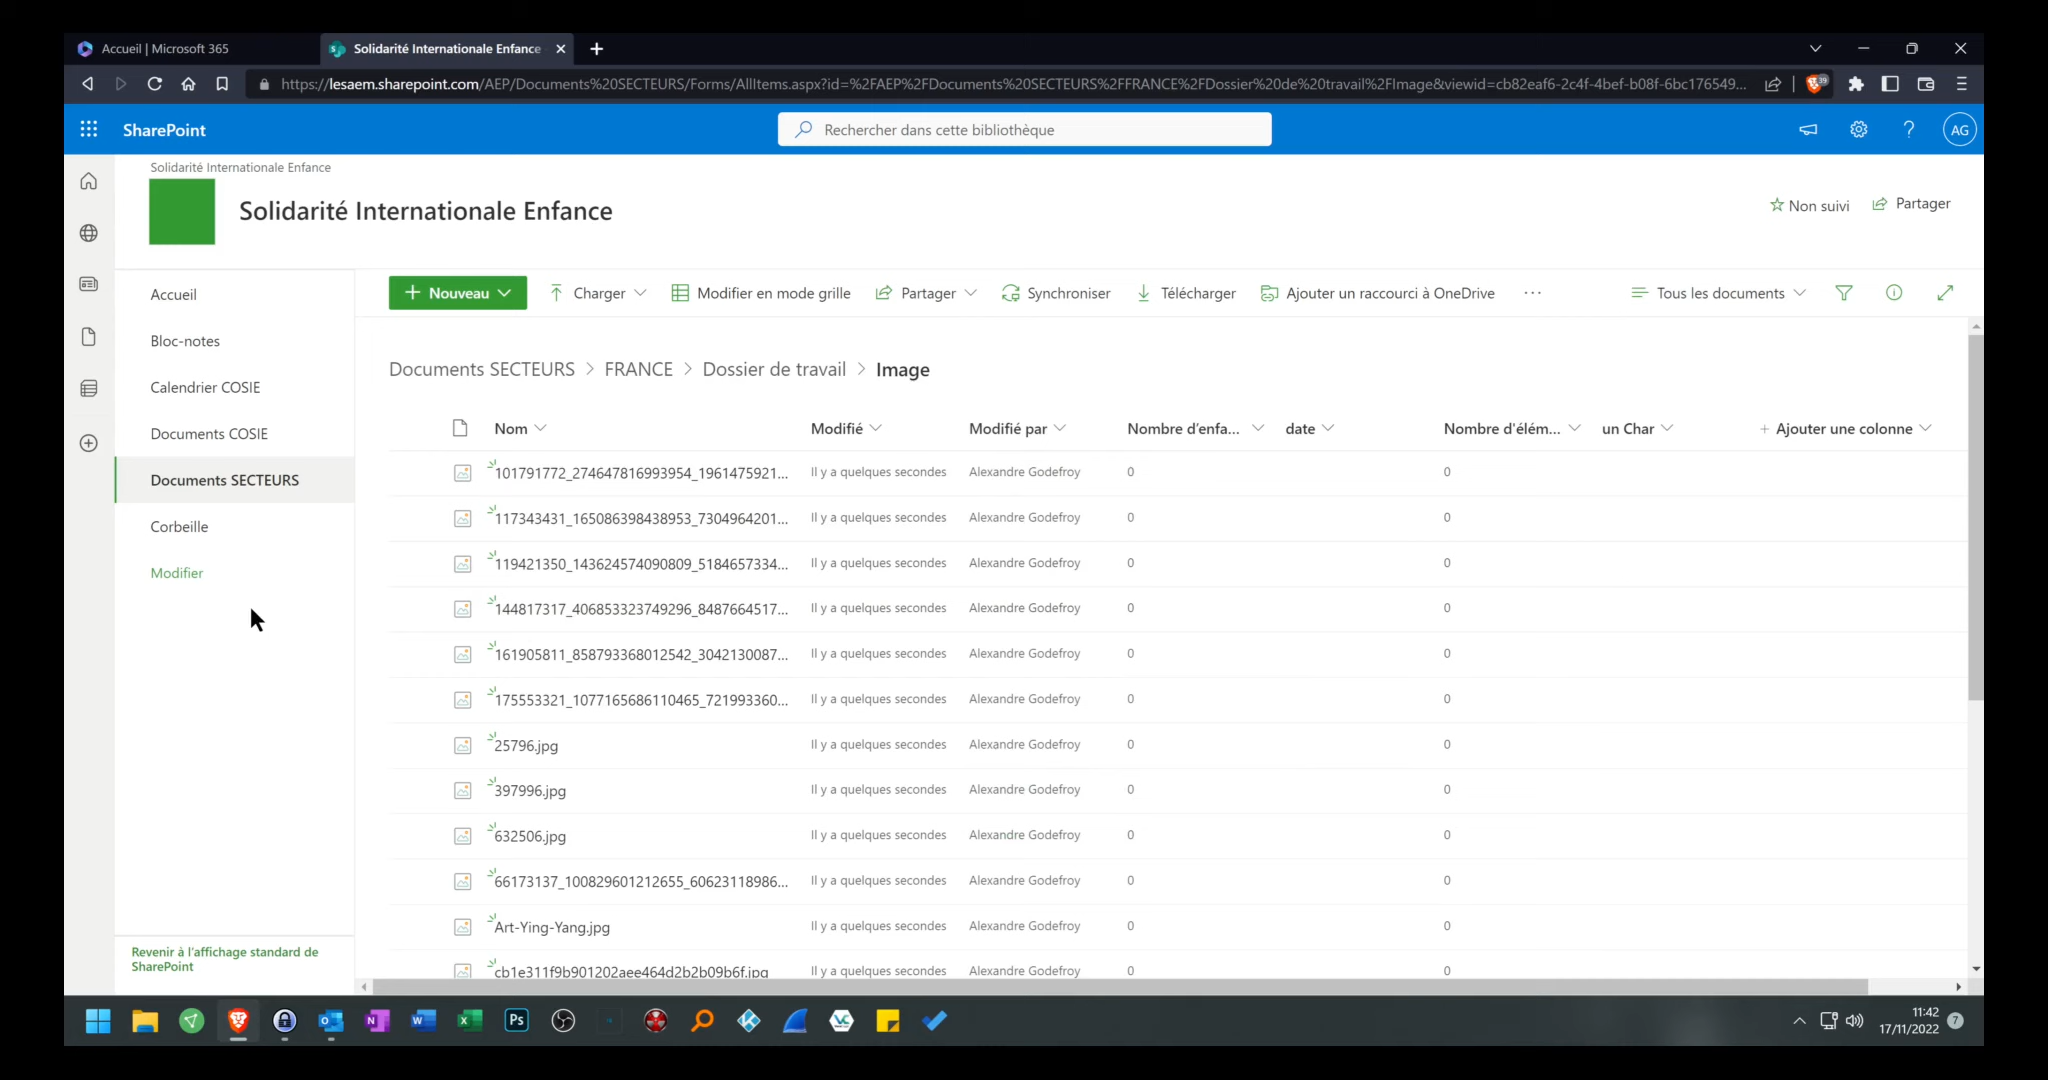 Accueil | Microsoft 365
Solidarité Internationale Enfance
https://lesaem.sharepoint.com/AEP/Documents%20SECTEURS/Forms/AllItems.aspx?id=%2FAEP%2FDocuments%20SECTEURS%2FFRANCE%2FDossier%20de%20travail%2FImage&viewid=cb82eaf6-2c4f-4bef-b08f-6bc176549...
39
SharePoint
Rechercher dans cette bibliothèque
AG
Solidarité Internationale Enfance
Solidarité Internationale Enfance
Non suivi
Partager
Accueil
Bloc-notes
Calendrier COSIE
Documents COSIE
Documents SECTEURS
Corbeille
Modifier
Revenir à l'affichage standard de
SharePoint
+ Nouveau
Charger
Modifier en mode grille
Partager
Synchroniser
Télécharger
Ajouter un raccourci à OneDrive
...
Tous les documents
Documents SECTEURS > FRANCE > Dossier de travail > Image
Nom Modifié Modifié par Nombre d'enfa... date Nombre d'élém... un Char + Ajouter une colonne
101791772_274647816993954_1961475921... Il y a quelques secondes Alexandre Godefroy 0 0
117343431_165086398438953_7304964201... Il y a quelques secondes Alexandre Godefroy 0 0
119421350_143624574090809_5184657334... Il y a quelques secondes Alexandre Godefroy 0 0
144817317_406853323749296_8487664517... Il y a quelques secondes Alexandre Godefroy 0 0
161905811_858793368012542_3042130087... Il y a quelques secondes Alexandre Godefroy 0 0
175553321_1077165686110465_721993360... Il y a quelques secondes Alexandre Godefroy 0 0
25796.jpg Il y a quelques secondes Alexandre Godefroy 0 0
397996.jpg Il y a quelques secondes Alexandre Godefroy 0 0
632506.jpg Il y a quelques secondes Alexandre Godefroy 0 0
66173137_100829601212655_60623118986... Il y a quelques secondes Alexandre Godefroy 0 0
Art-Ying-Yang.jpg Il y a quelques secondes Alexandre Godefroy 0 0
cb1e311f9b901202aee464d2b2b09b6f.jpg Il y a quelques secondes Alexandre Godefroy 0 0
Ps
11:42
17/11/2022
7